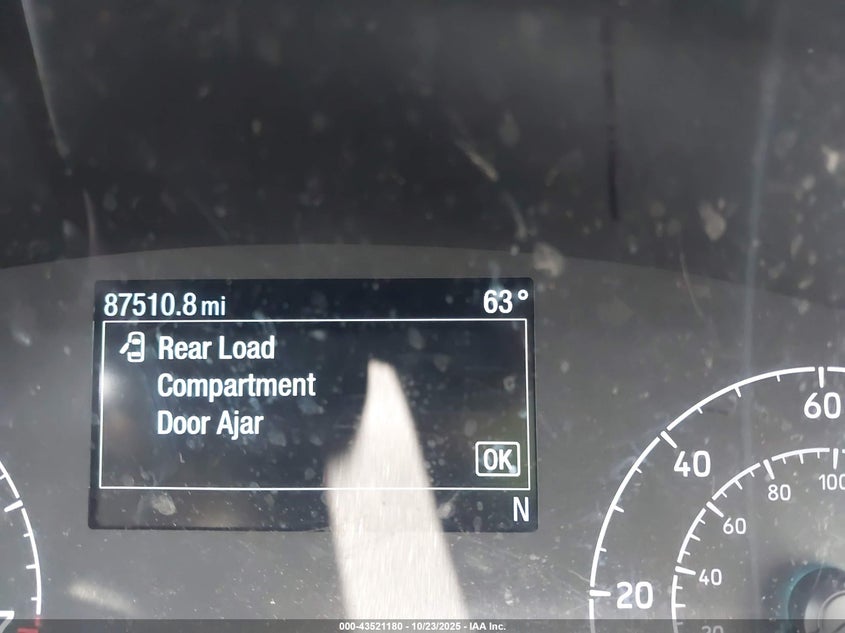 87510.8 mi 63°
Rear Load
Compartment
Door Ajar
OK
N
60
40
20
100
80
60
40
000-43521180 - 10/23/2025 - IAA Inc.